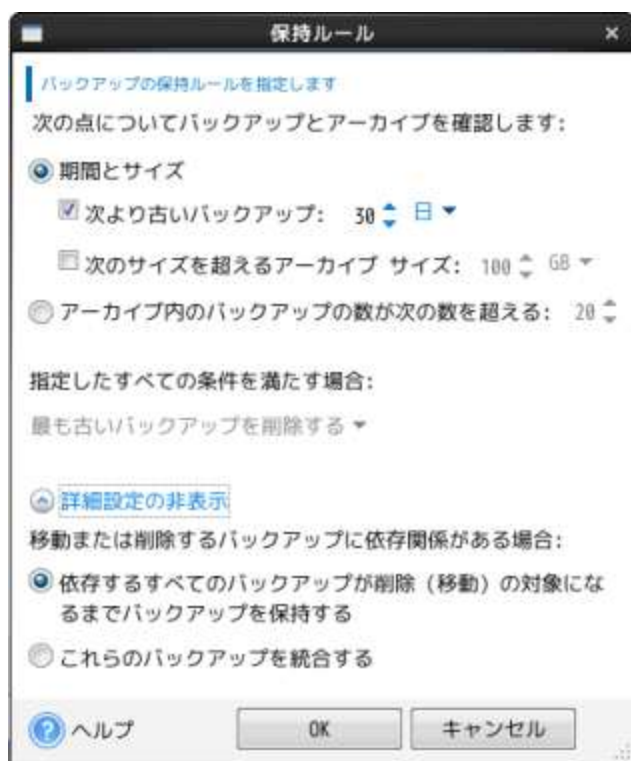 保持ルール
バックアップの保持ルールを指定します
次の点についてバックアップとアーカイブを確認します:
期間とサイズ
次より古いバックアップ: 30 日
次のサイズを超えるアーカイブ サイズ: 100 GB
アーカイブ内のバックアップの数が次の数を超える: 20
指定したすべての条件を満たす場合:
最も古いバックアップを削除する
詳細設定の非表示
移動または削除するバックアップに依存関係がある場合:
依存するすべてのバックアップが削除（移動）の対象にな
るまでバックアップを保持する
これらのバックアップを統合する
ヘルプ OK キャンセル